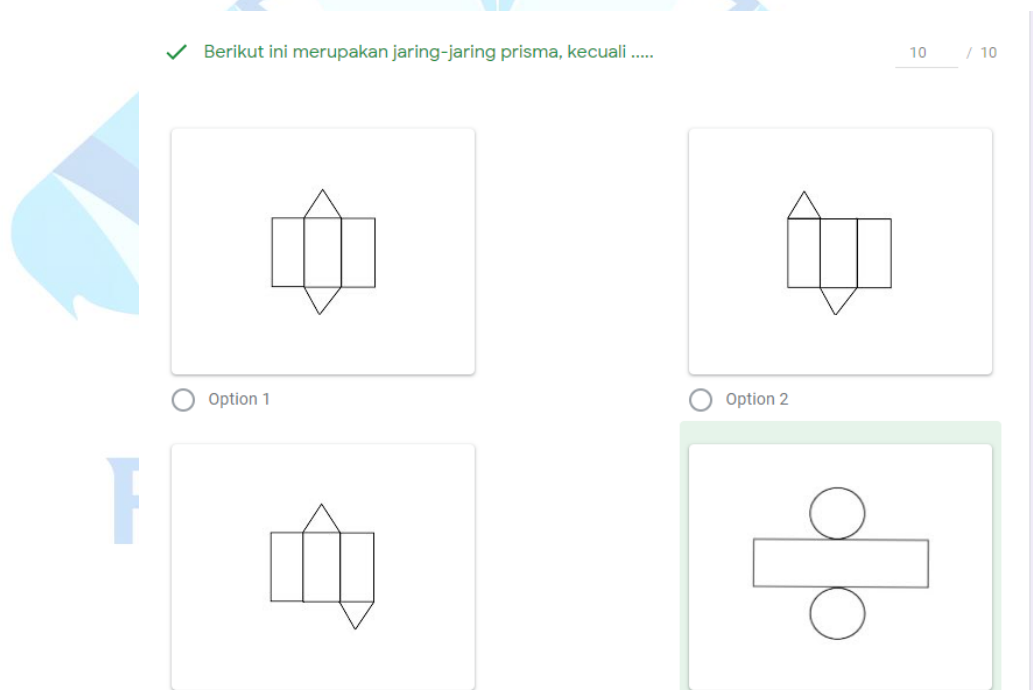 Berikut ini merupakan jaring-jaring prisma, kecuali .....
10 / 10
Option 1
Option 2